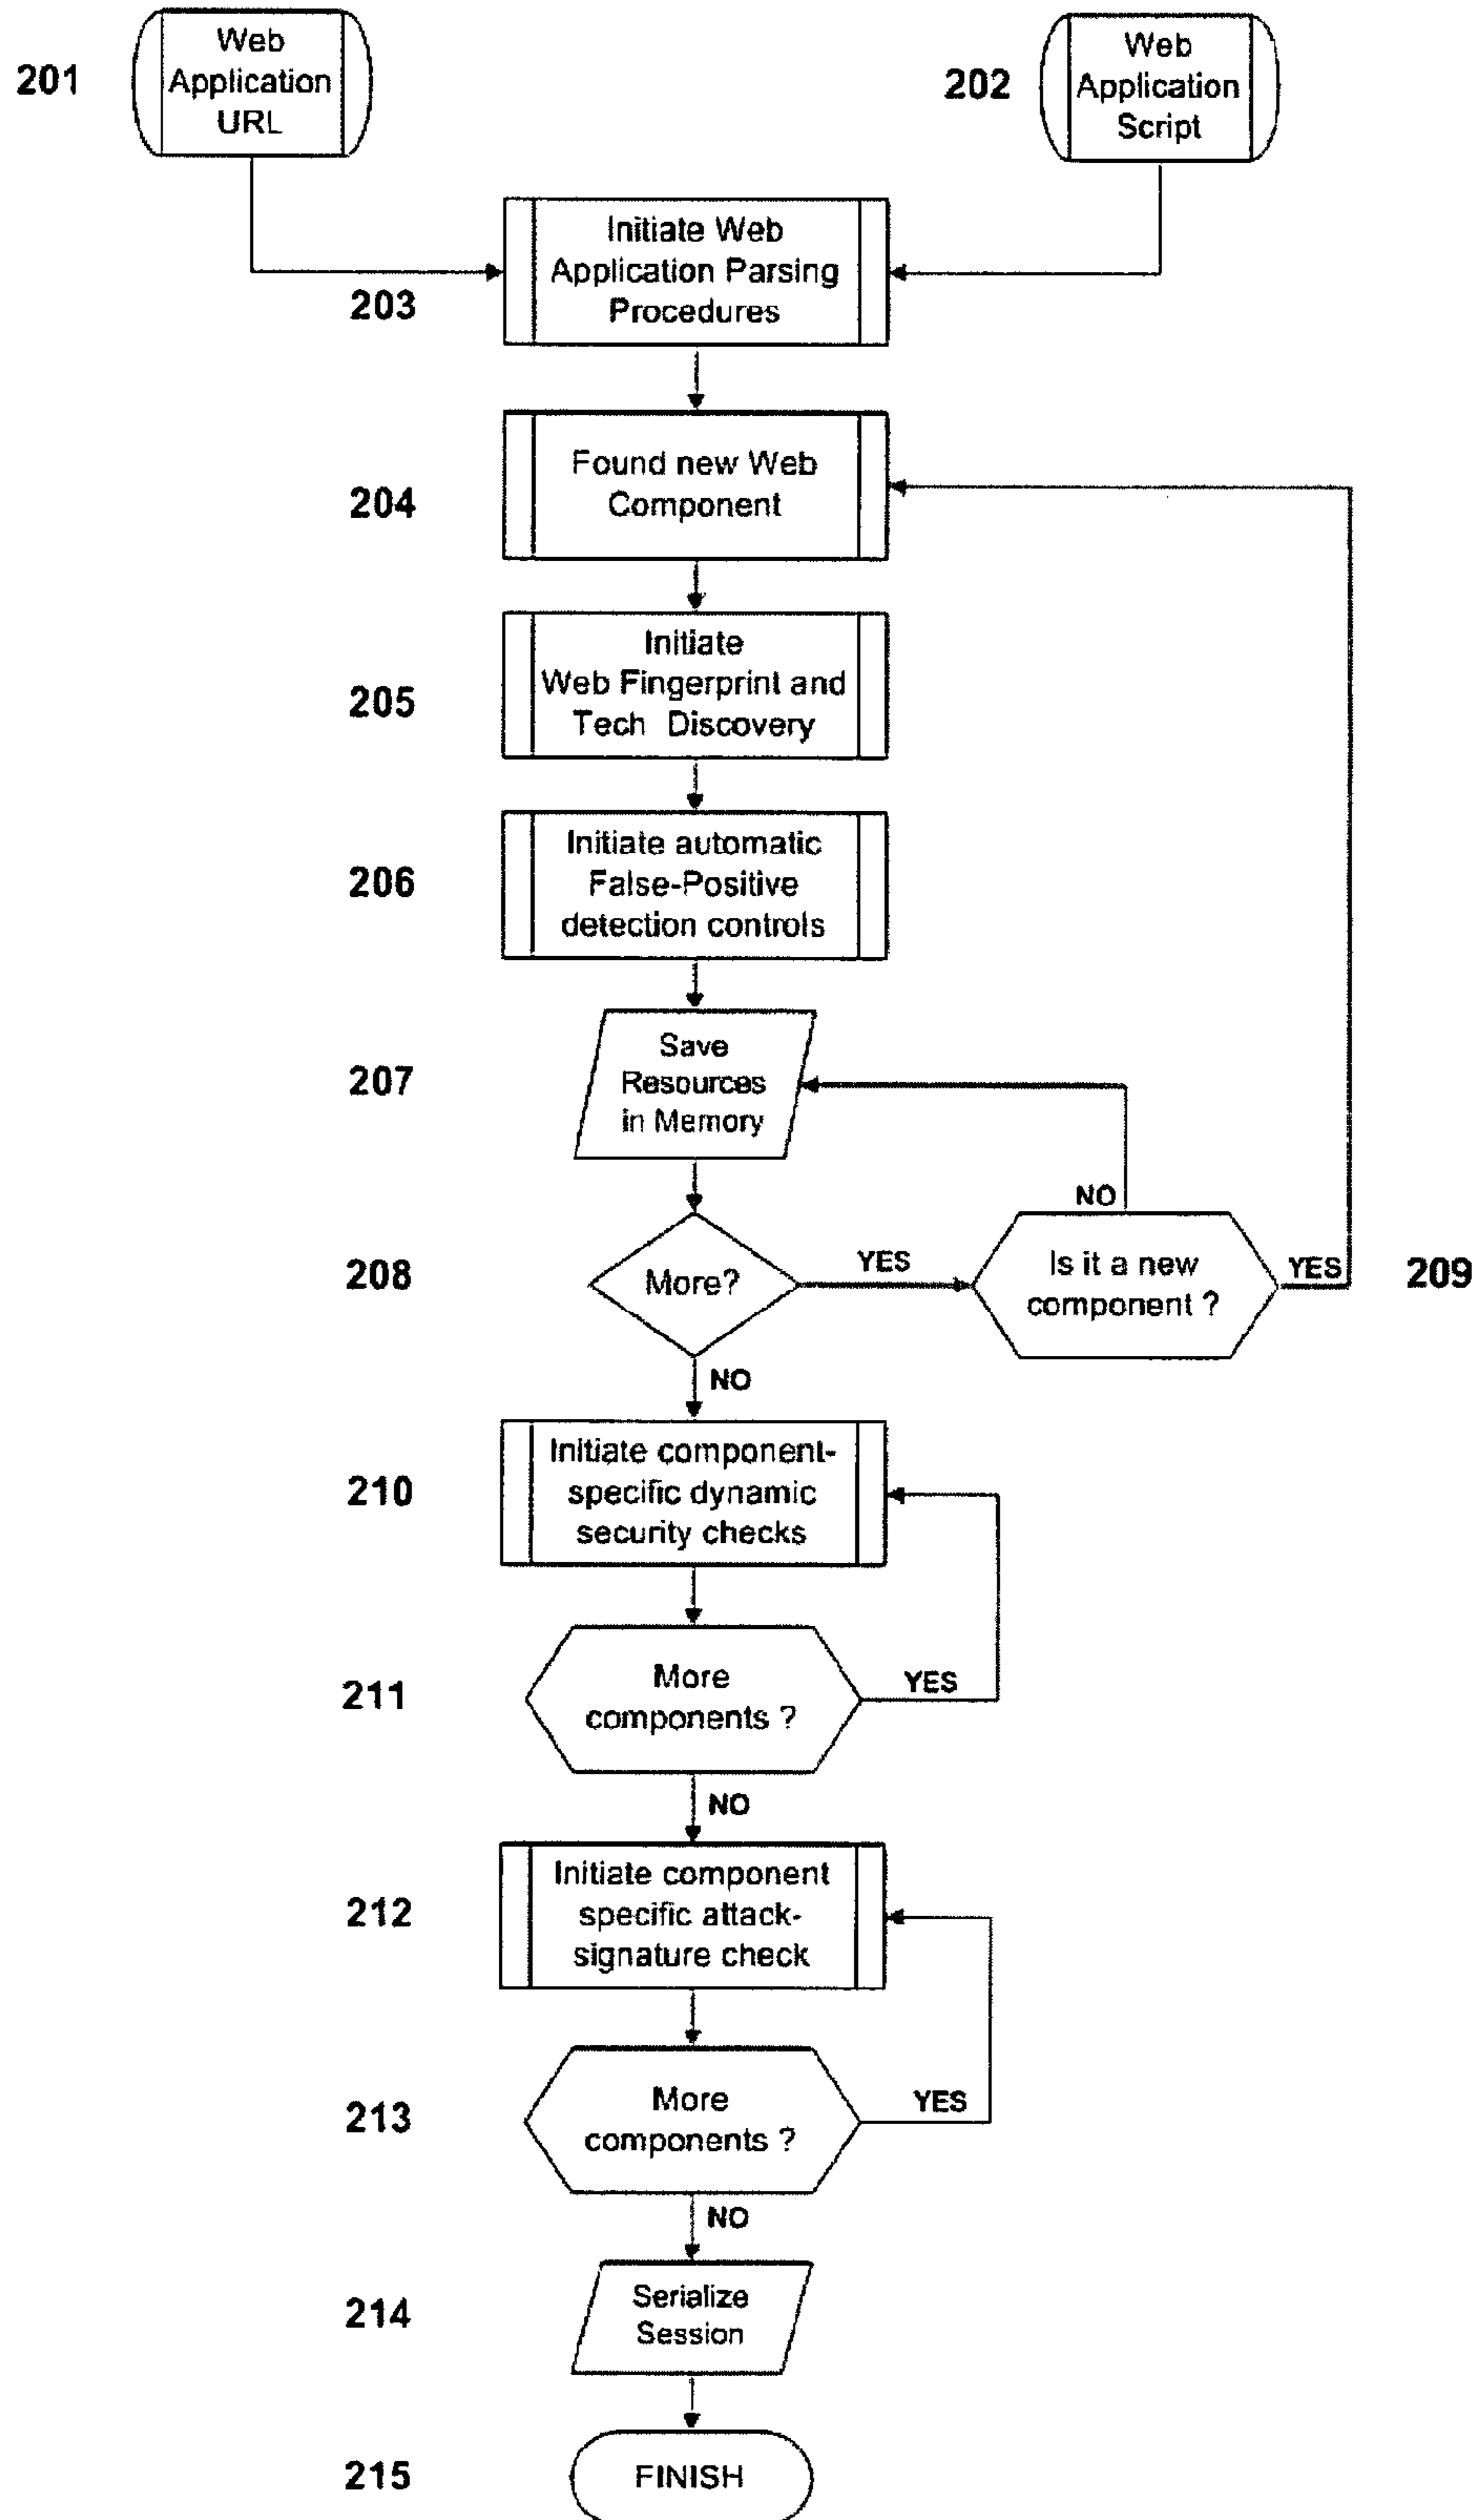 201
Web
Application
URL
202
Web
Application
Script
Initiate Web
Application Parsing
Procedures
203
Found new Web
Component
204
Initiate
Web Fingerprint and
Tech Discovery
205
Initiate automatic
False-Positive
detection controls
206
Save
Resources
in Memory
207
NO
208
More?
YES
Is it a new
component ?
YES
209
NO
Initiate component-
specific dynamic
security checks
210
More
components ?
211
YES
NO
Initiate component
specific attack-
signature check
212
More
components ?
213
YES
NO
Serialize
Session
214
215
FINISH